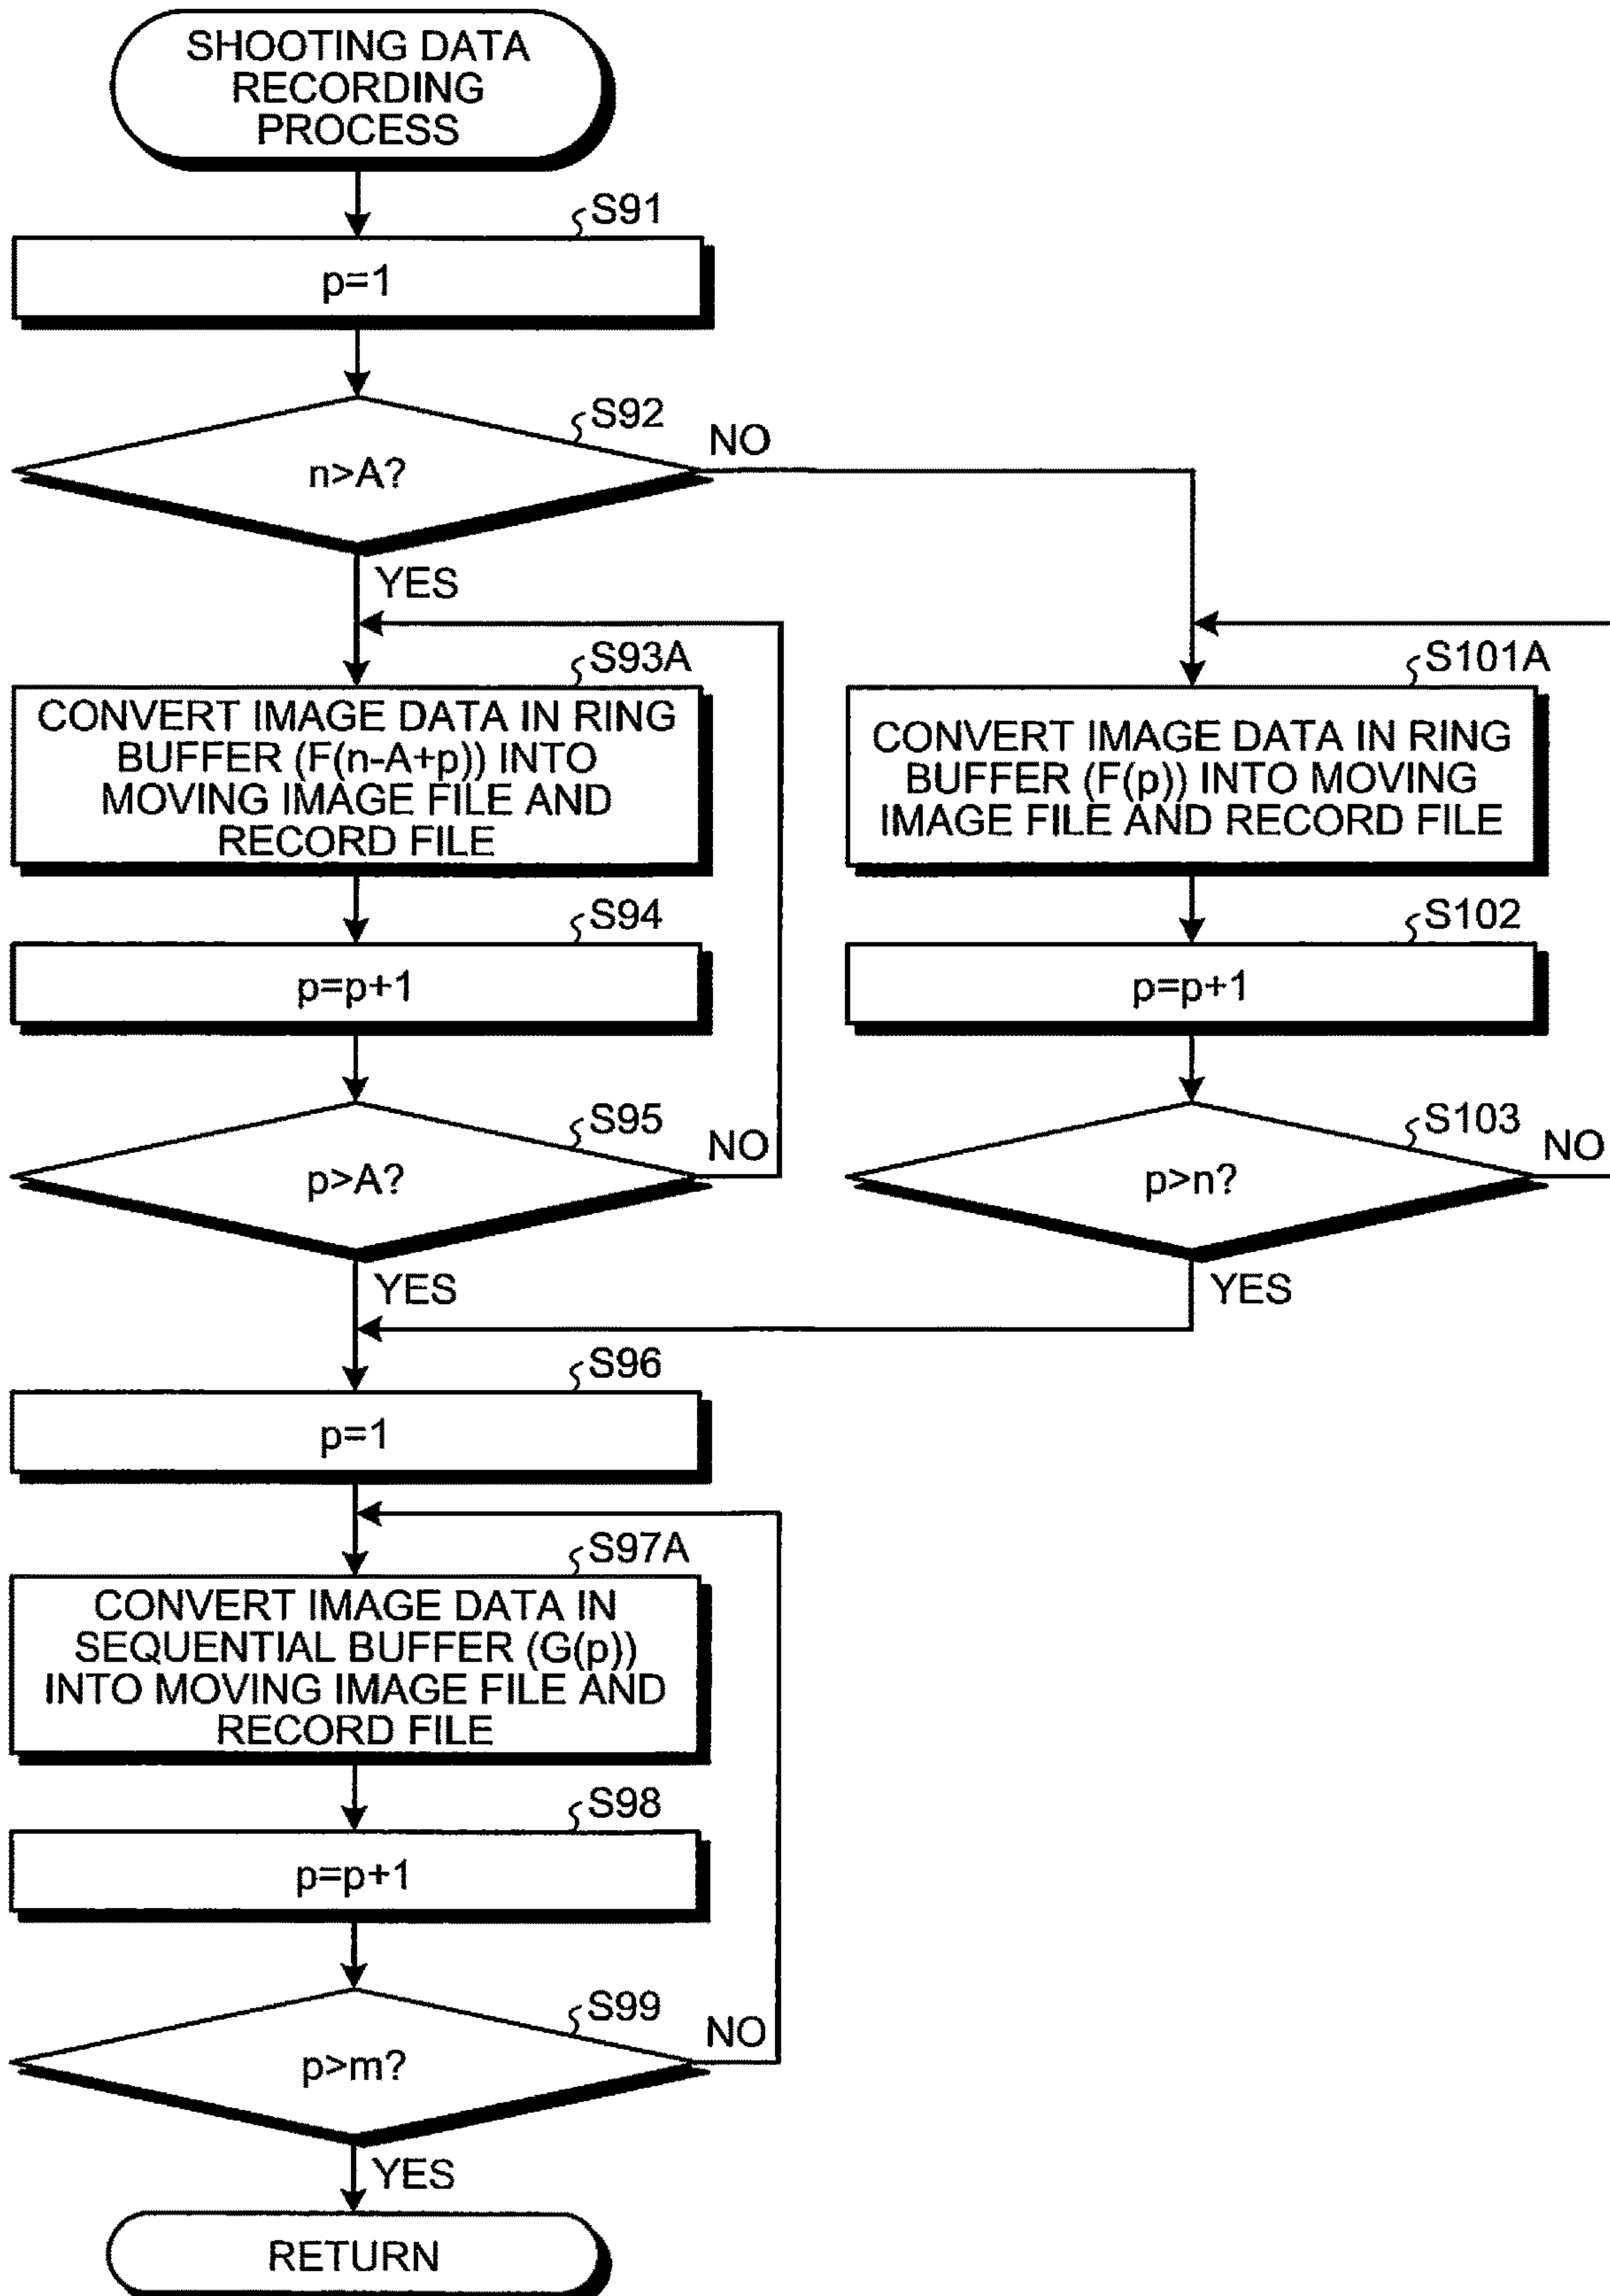 SHOOTING DATA
RECORDING
PROCESS
S91
p=1
S92
n>A?
NO
YES
S93A
CONVERT IMAGE DATA IN RING
BUFFER (F(n-A+p)) INTO
MOVING IMAGE FILE AND
RECORD FILE
S94
p=p+1
S95
p>A?
NO
YES
S101A
CONVERT IMAGE DATA IN RING
BUFFER (F(p)) INTO MOVING
IMAGE FILE AND RECORD FILE
S102
p=p+1
S103
p>n?
NO
YES
S96
p=1
S97A
CONVERT IMAGE DATA IN
SEQUENTIAL BUFFER (G(p))
INTO MOVING IMAGE FILE AND
RECORD FILE
S98
p=p+1
S99
p>m?
NO
YES
RETURN